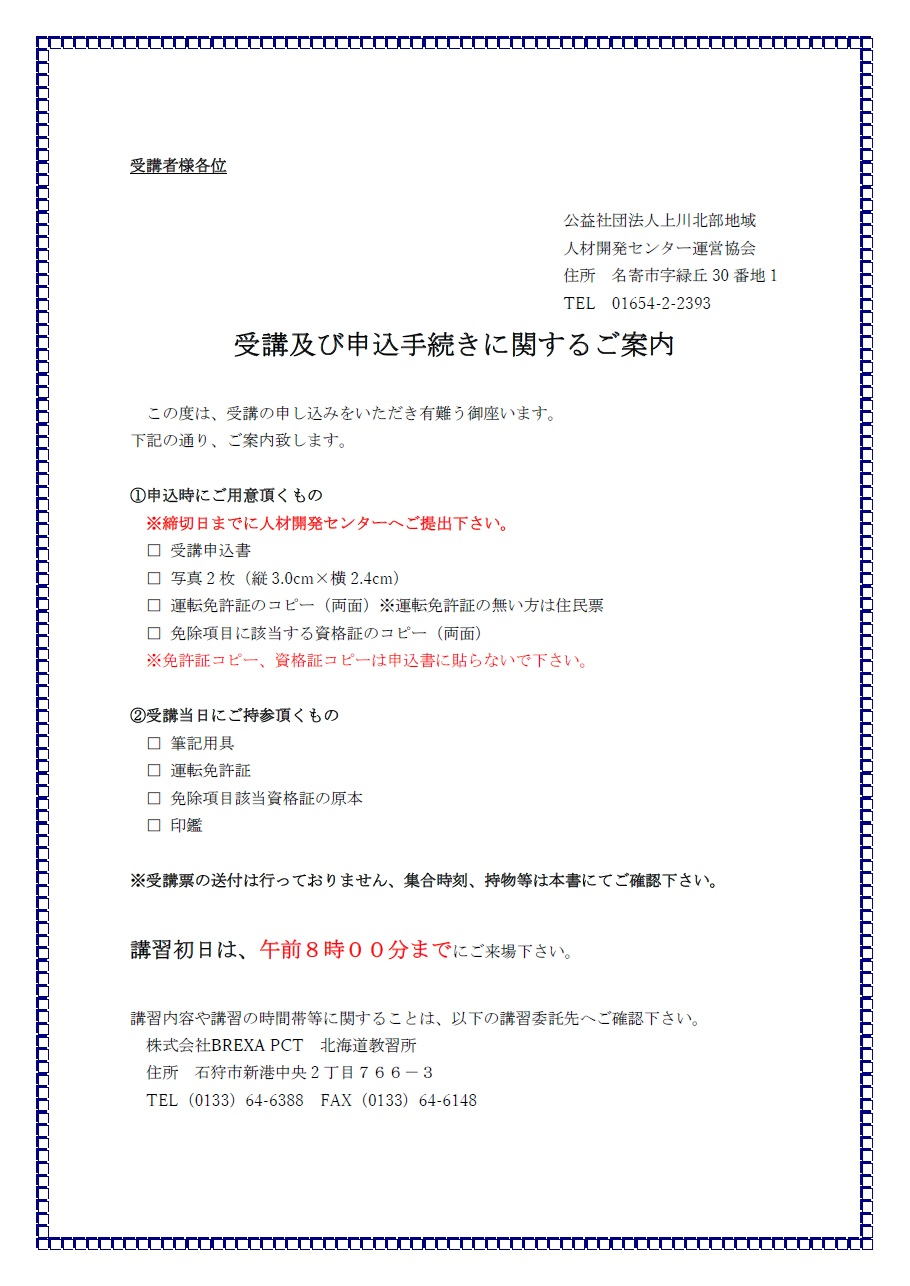 受講者様各位
公益社団法人上川北部地域
人材開発センター運営協会
住所　名寄市字緑丘 30 番地 1
TEL　01654-2-2393
受講及び申込手続きに関するご案内
この度は、受講の申し込みをいただき有難う御座います。
下記の通り、ご案内致します。
①申込時にご用意頂くもの
※締切日までに人材開発センターへご提出下さい。
□ 受講申込書
□ 写真 2 枚（縦 3.0cm×横 2.4cm）
□ 運転免許証のコピー（両面）※運転免許証の無い方は住民票
□ 免除項目に該当する資格証のコピー（両面）
※免許証コピー、資格証コピーは申込書に貼らないで下さい。
②受講当日にご持参頂くもの
□ 筆記用具
□ 運転免許証
□ 免除項目該当資格証の原本
□ 印鑑
※受講票の送付は行っておりません、集合時刻、持物等は本書にてご確認下さい。
講習初日は、午前８時００分までにご来場下さい。
講習内容や講習の時間帯等に関することは、以下の講習委託先へご確認下さい。
株式会社BREXA PCT　北海道教習所
住所　石狩市新港中央２丁目７６６－３
TEL（0133）64-6388　FAX（0133）64-6148